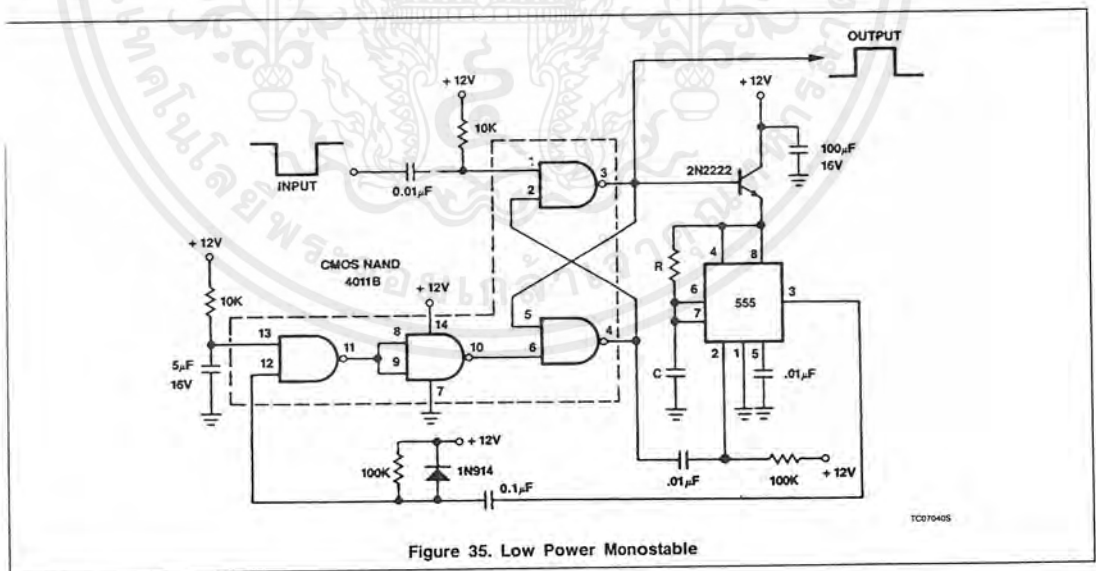 OUTPUT
+ 12V
+ 12V
10K
100µF
16V
INPUT
0.01µF
1
2
3
2N2222
+ 12V
CMOS NAND
4011B
+ 12V
10K
R
4
8
6
7
555
3
2
1
5
C
.01µF
5
6
4
13
12
11
8
9
14
10
7
5µF
16V
+ 12V
100K
1N914
0.1µF
.01µF
100K
+ 12V
TC07040S
Figure 35. Low Power Monostable